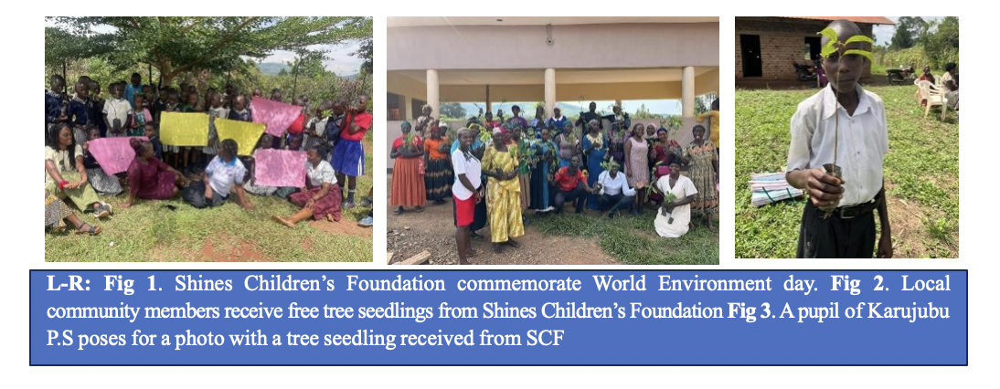 L-R: Fig 1. Shines Children’s Foundation commemorate World Environment day. Fig 2. Local
community members receive free tree seedlings from Shines Children’s Foundation Fig 3. A pupil of Karujubu
P.S poses for a photo with a tree seedling received from SCF